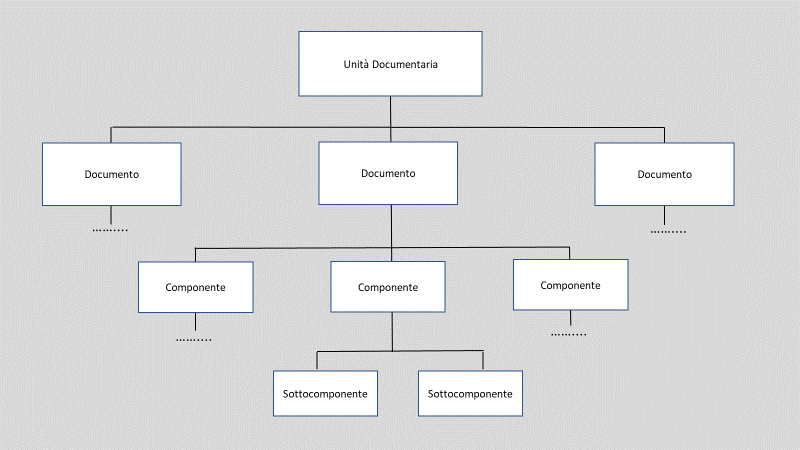 Unità Documentaria
Documento
Documento
Documento
..........
..........
Componente
Componente
Componente
..........
..........
Sottocomponente
Sottocomponente